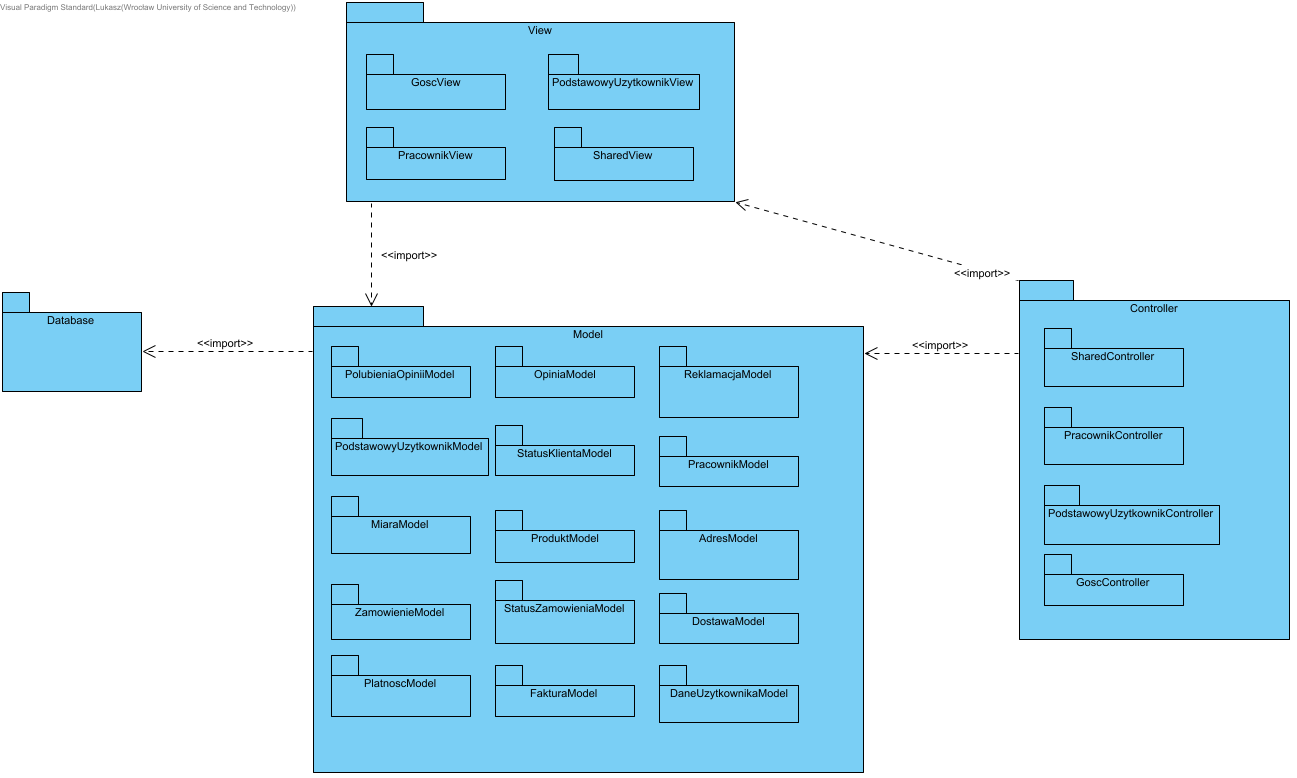 Visual Paradigm Standard(Lukasz(Wrocław University of Science and Technology))
View
GoscView
PodstawowyUzytkownikView
PracownikView
SharedView
<<import>>
<<import>>
Database
<<import>>
Model
PolubieniaOpiniiModel
OpiniaModel
ReklamacjaModel
PodstawowyUzytkownikModel
StatusKlientaModel
PracownikModel
MiaraModel
ProduktModel
AdresModel
ZamowienieModel
StatusZamowieniaModel
DostawaModel
PlatnoscModel
FakturaModel
DaneUzytkownikaModel
<<import>>
Controller
SharedController
PracownikController
PodstawowyUzytkownikController
GoscController